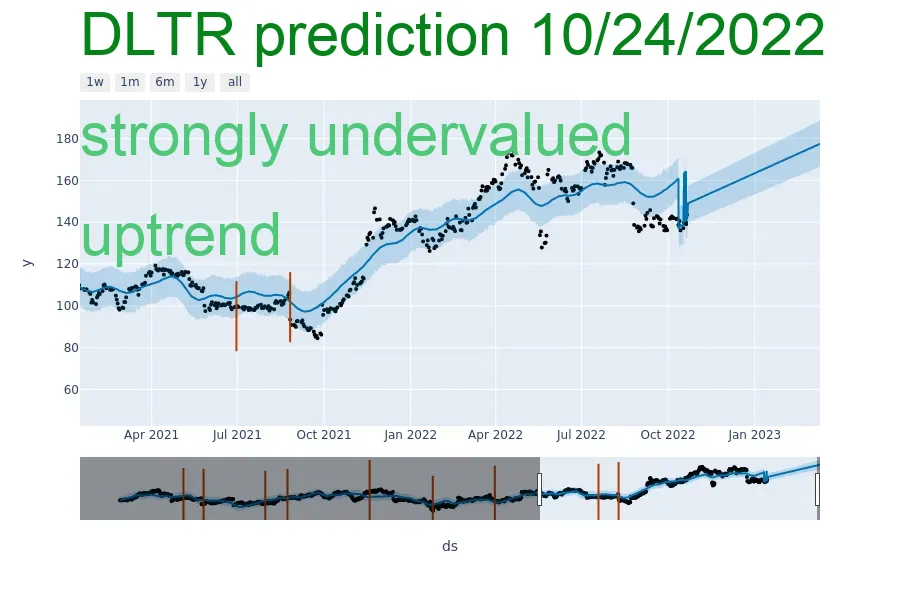 DLTR prediction 10/24/2022
1w 1m 6m 1y all
strongly undervalued
uptrend
180
160
140
120
100
80
60
y
Apr 2021 Jul 2021 Oct 2021 Jan 2022 Apr 2022 Jul 2022 Oct 2022 Jan 2023
ds